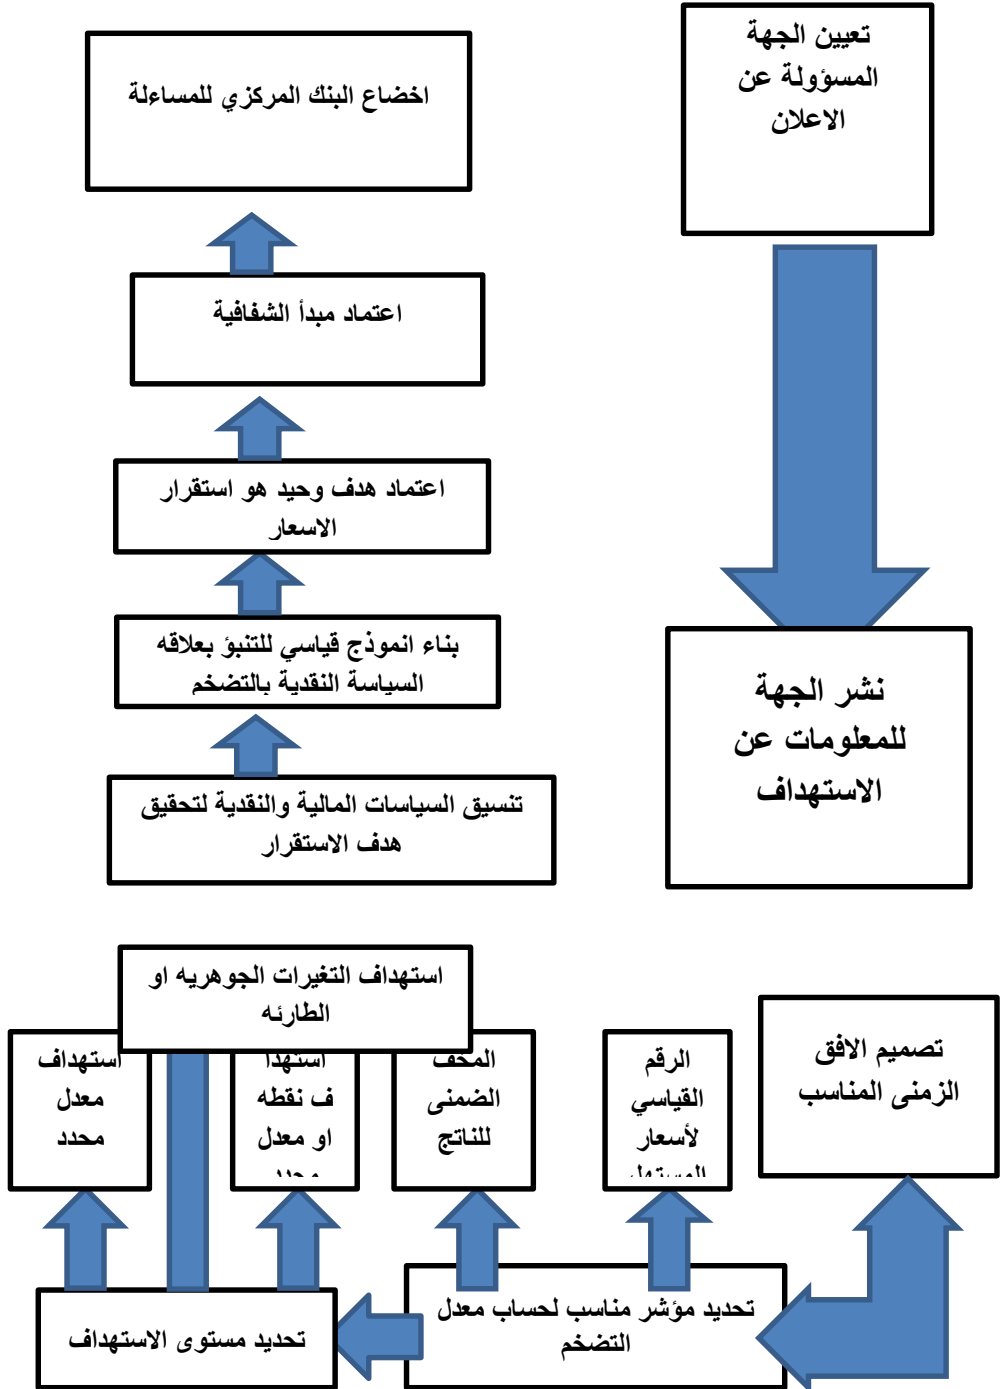 تعيين الجهة
المسؤولة عن
الاعلان
اخضاع البنك المركزي للمساءلة
اعتماد مبدأ الشفافية
اعتماد هدف وحيد هو استقرار
الاسعار
بناء انموذج قياسي للتنبؤ بعلاقه
السياسة النقدية بالتضخم
تنسيق السياسات المالية والنقدية لتحقيق
هدف الاستقرار
نشر الجهة
للمعلومات عن
الاستهداف
استهداف التغيرات الجوهريه او
الطارئه
تصميم الافق
الزمنى المناسب
الرقم
القياسي
لأسعار
الضمنى
للناتج
استهدا
ف نقطه
او معدل
محدد
استهداف
معدل
محدد
تحديد مؤشر مناسب لحساب معدل
التضخم
تحديد مستوى الاستهداف